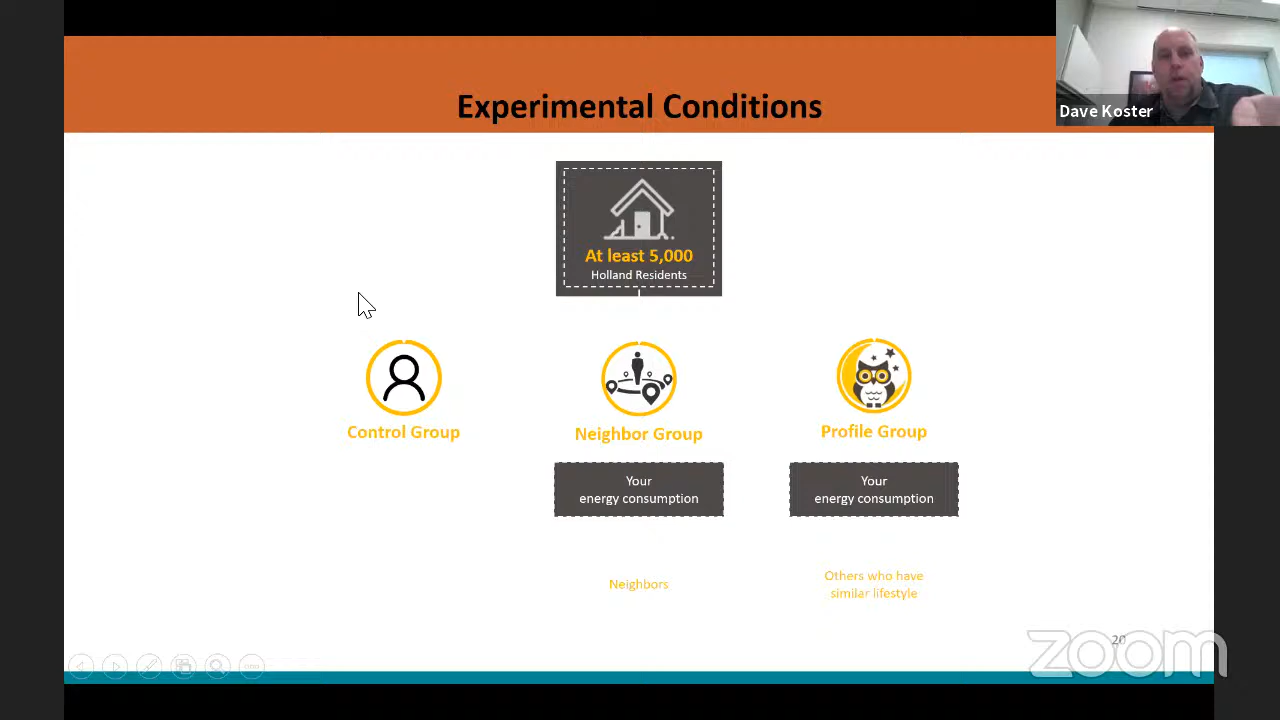 Experimental Conditions
Dave Koster
At least 5,000
Holland Residents
Control Group
Neighbor Group
Profile Group
Your
energy consumption
Your
energy consumption
Neighbors
Others who have
similar lifestyle
20
zoom